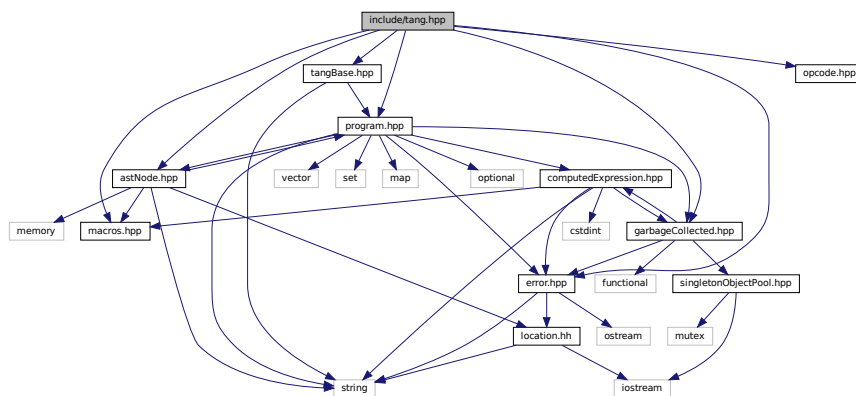 include/tang.hpp
tangBase.hpp
opcode.hpp
program.hpp
astNode.hpp
vector
set
map
optional
computedExpression.hpp
memory
macros.hpp
cstdint
garbageCollected.hpp
error.hpp
functional
singletonObjectPool.hpp
location.hh
ostream
mutex
string
iostream